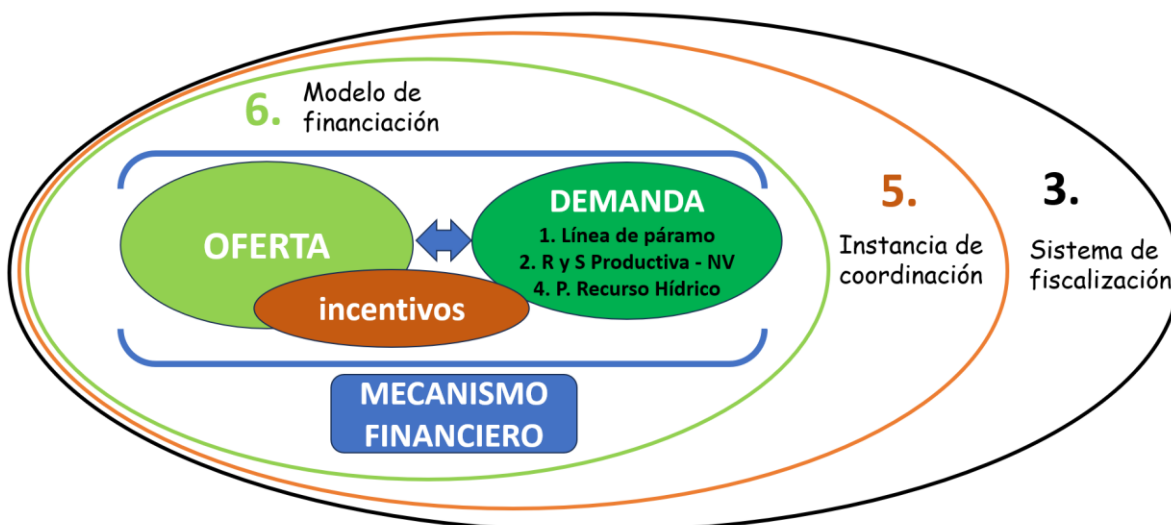 6.
Modelo de
financiación
OFERTA
incentivos
DEMANDA
1. Línea de páramo
2. R y S Productiva - NV
4. P. Recurso Hídrico
MECANISMO
FINANCIERO
5.
Instancia de
coordinación
3.
Sistema de
fiscalización